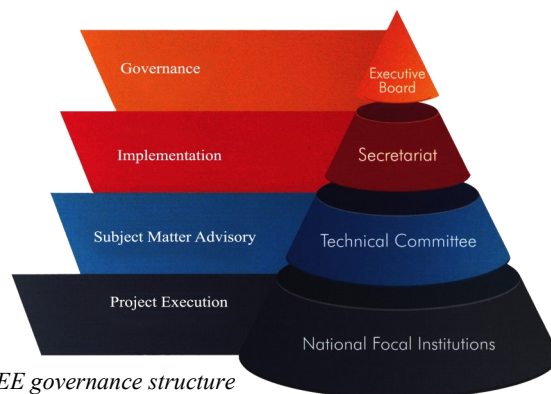 Governance
Executive
Board
Implementation
Secretariat
Subject Matter Advisory
Technical Committee
Project Execution
National Focal Institutions
EE governance structure